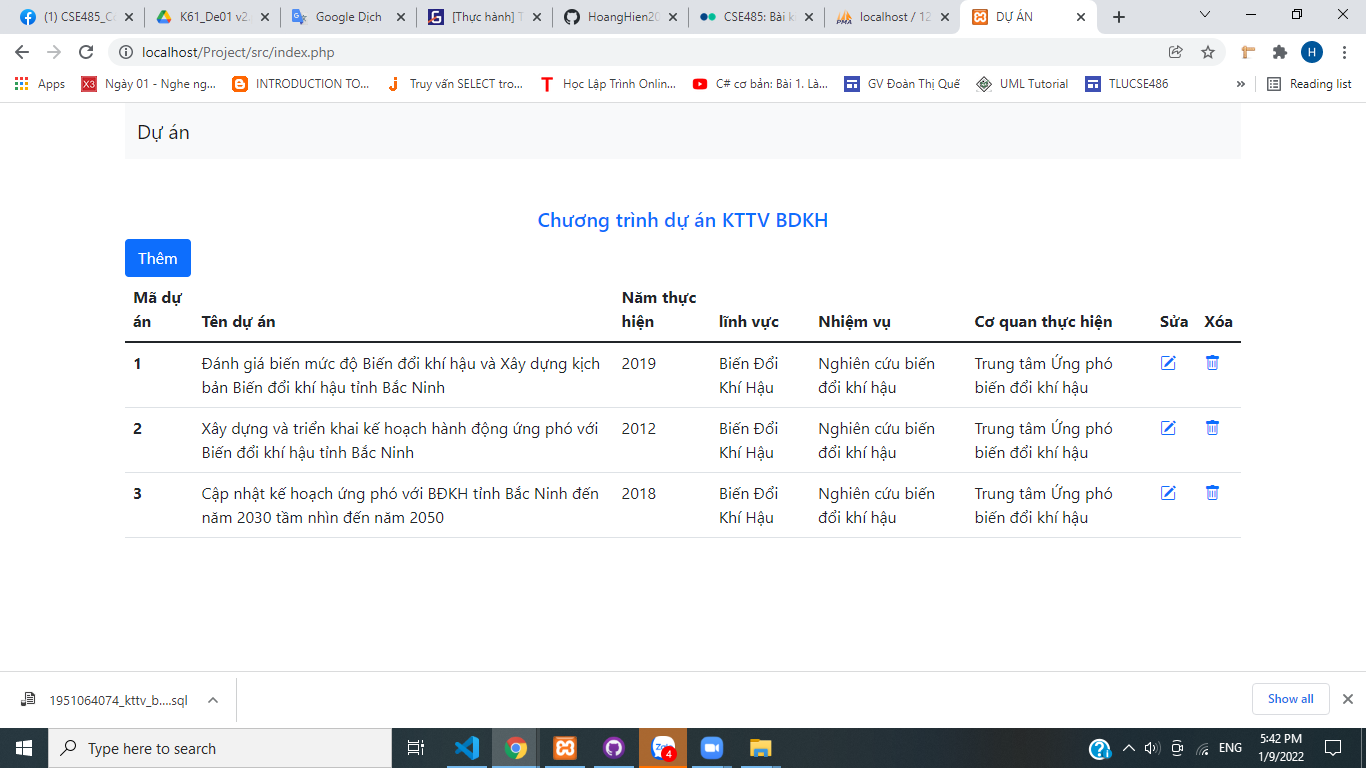 (1) CSE485_C
K61_De01 v2.
Google Dịch
[Thực hành] T
HoangHien20
CSE485: Bài k
localhost / 12
DỰ ÁN
localhost/Project/src/index.php
H
Apps
Ngày 01 - Nghe ng...
INTRODUCTION TO...
Truy vấn SELECT tro...
Học Lập Trình Onlin...
C# cơ bản: Bài 1. Là...
GV Đoàn Thị Quế
UML Tutorial
TLUCSE486
»
Reading list
Dự án
Chương trình dự án KTTV BDKH
Thêm
Mã dự án
Tên dự án
Năm thực hiện
lĩnh vực
Nhiệm vụ
Cơ quan thực hiện
Sửa
Xóa
1
Đánh giá biến mức độ Biến đổi khí hậu và Xây dựng kịch
bản Biến đổi khí hậu tỉnh Bắc Ninh
2019
Biến Đổi
Khí Hậu
Nghiên cứu biến
đổi khí hậu
Trung tâm Ứng phó
biến đổi khí hậu
2
Xây dựng và triển khai kế hoạch hành động ứng phó với
Biến đổi khí hậu tỉnh Bắc Ninh
2012
Biến Đổi
Khí Hậu
Nghiên cứu biến
đổi khí hậu
Trung tâm Ứng phó
biến đổi khí hậu
3
Cập nhật kế hoạch ứng phó với BĐKH tỉnh Bắc Ninh đến
năm 2030 tầm nhìn đến năm 2050
2018
Biến Đổi
Khí Hậu
Nghiên cứu biến
đổi khí hậu
Trung tâm Ứng phó
biến đổi khí hậu
1951064074_kttv_b....sql
Show all
Type here to search
4
ENG
5:42 PM
1/9/2022